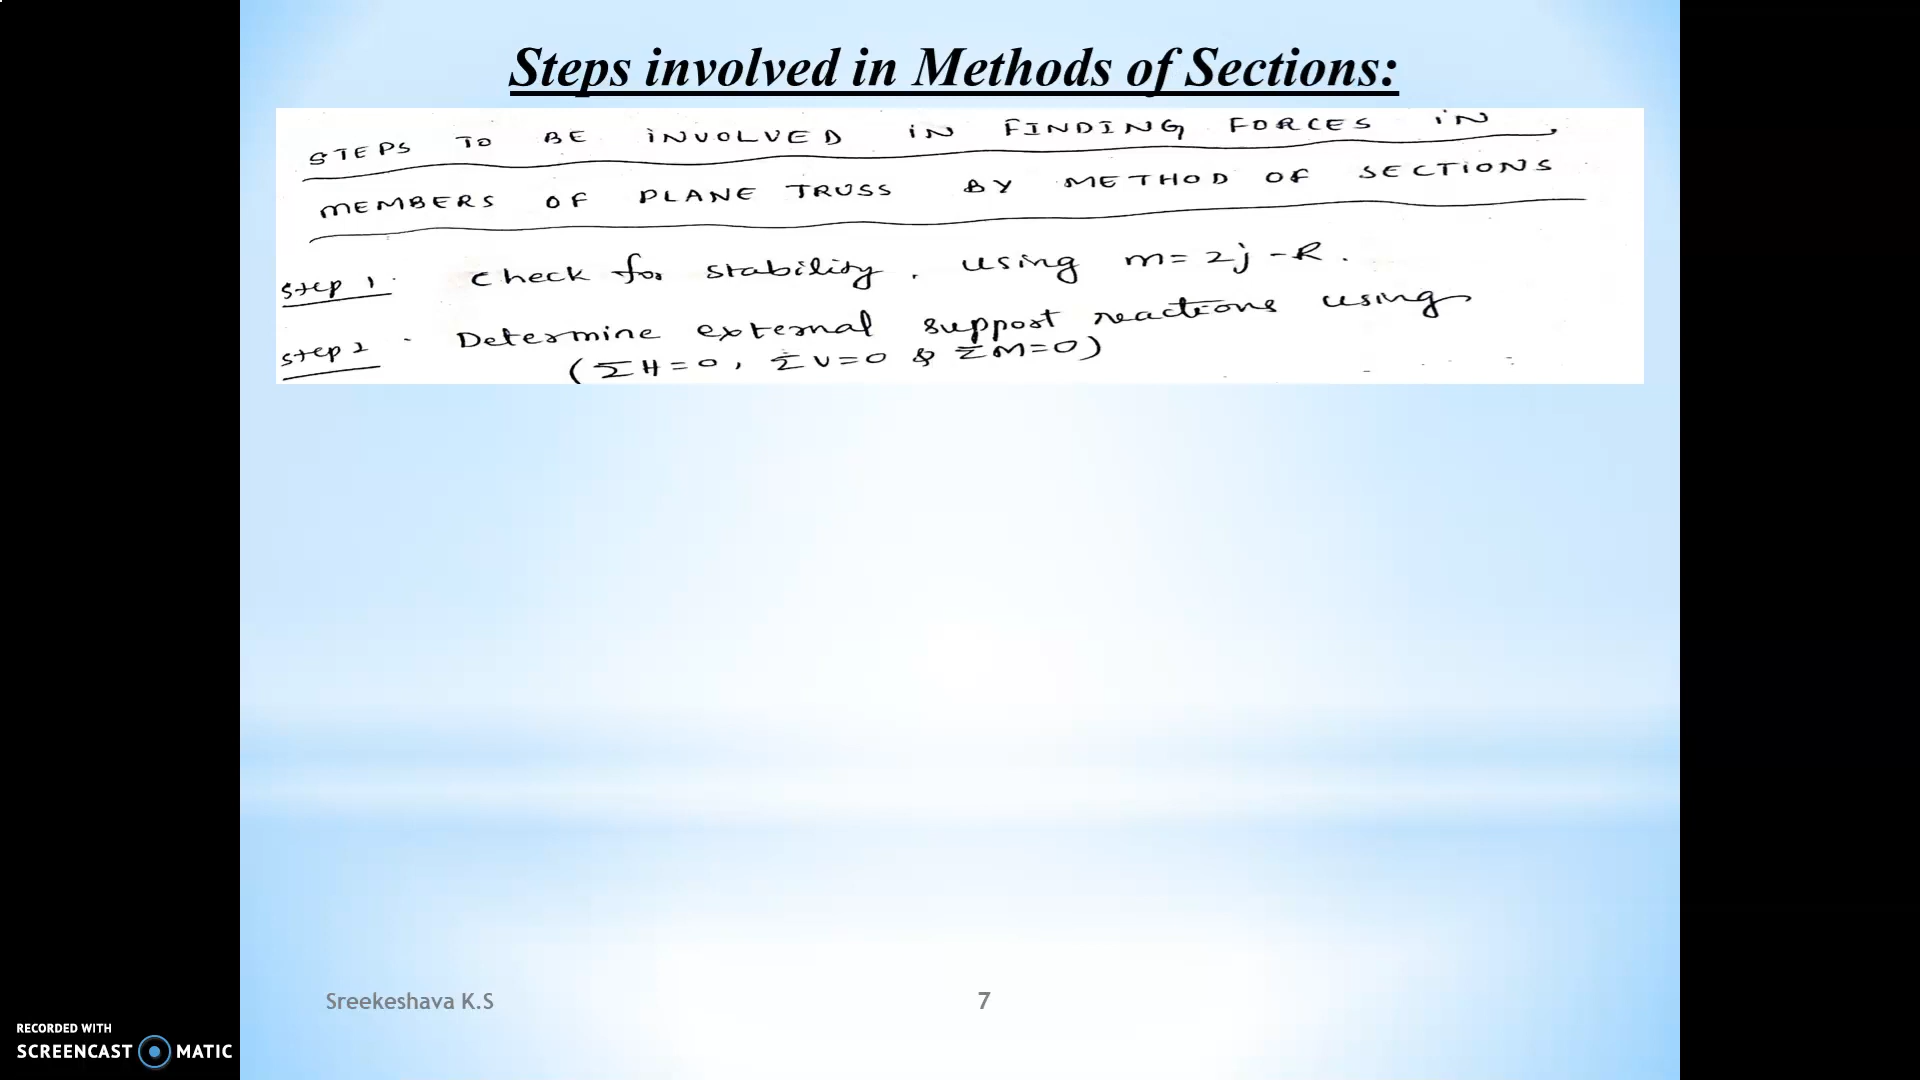 Steps involved in Methods of Sections:
STEPS TO BE INVOLVED IN FINDING FORCES IN
MEMBERS OF PLANE TRUSS BY METHOD OF SECTIONS
Step 1. Check for stability, using m = 2j - R.
Step 2. Determine external support reactions using
(ΣH=0, ΣV=0 & ΣM=0)
Sreekeshava K.S
7
RECORDED WITH
SCREENCAST MATIC